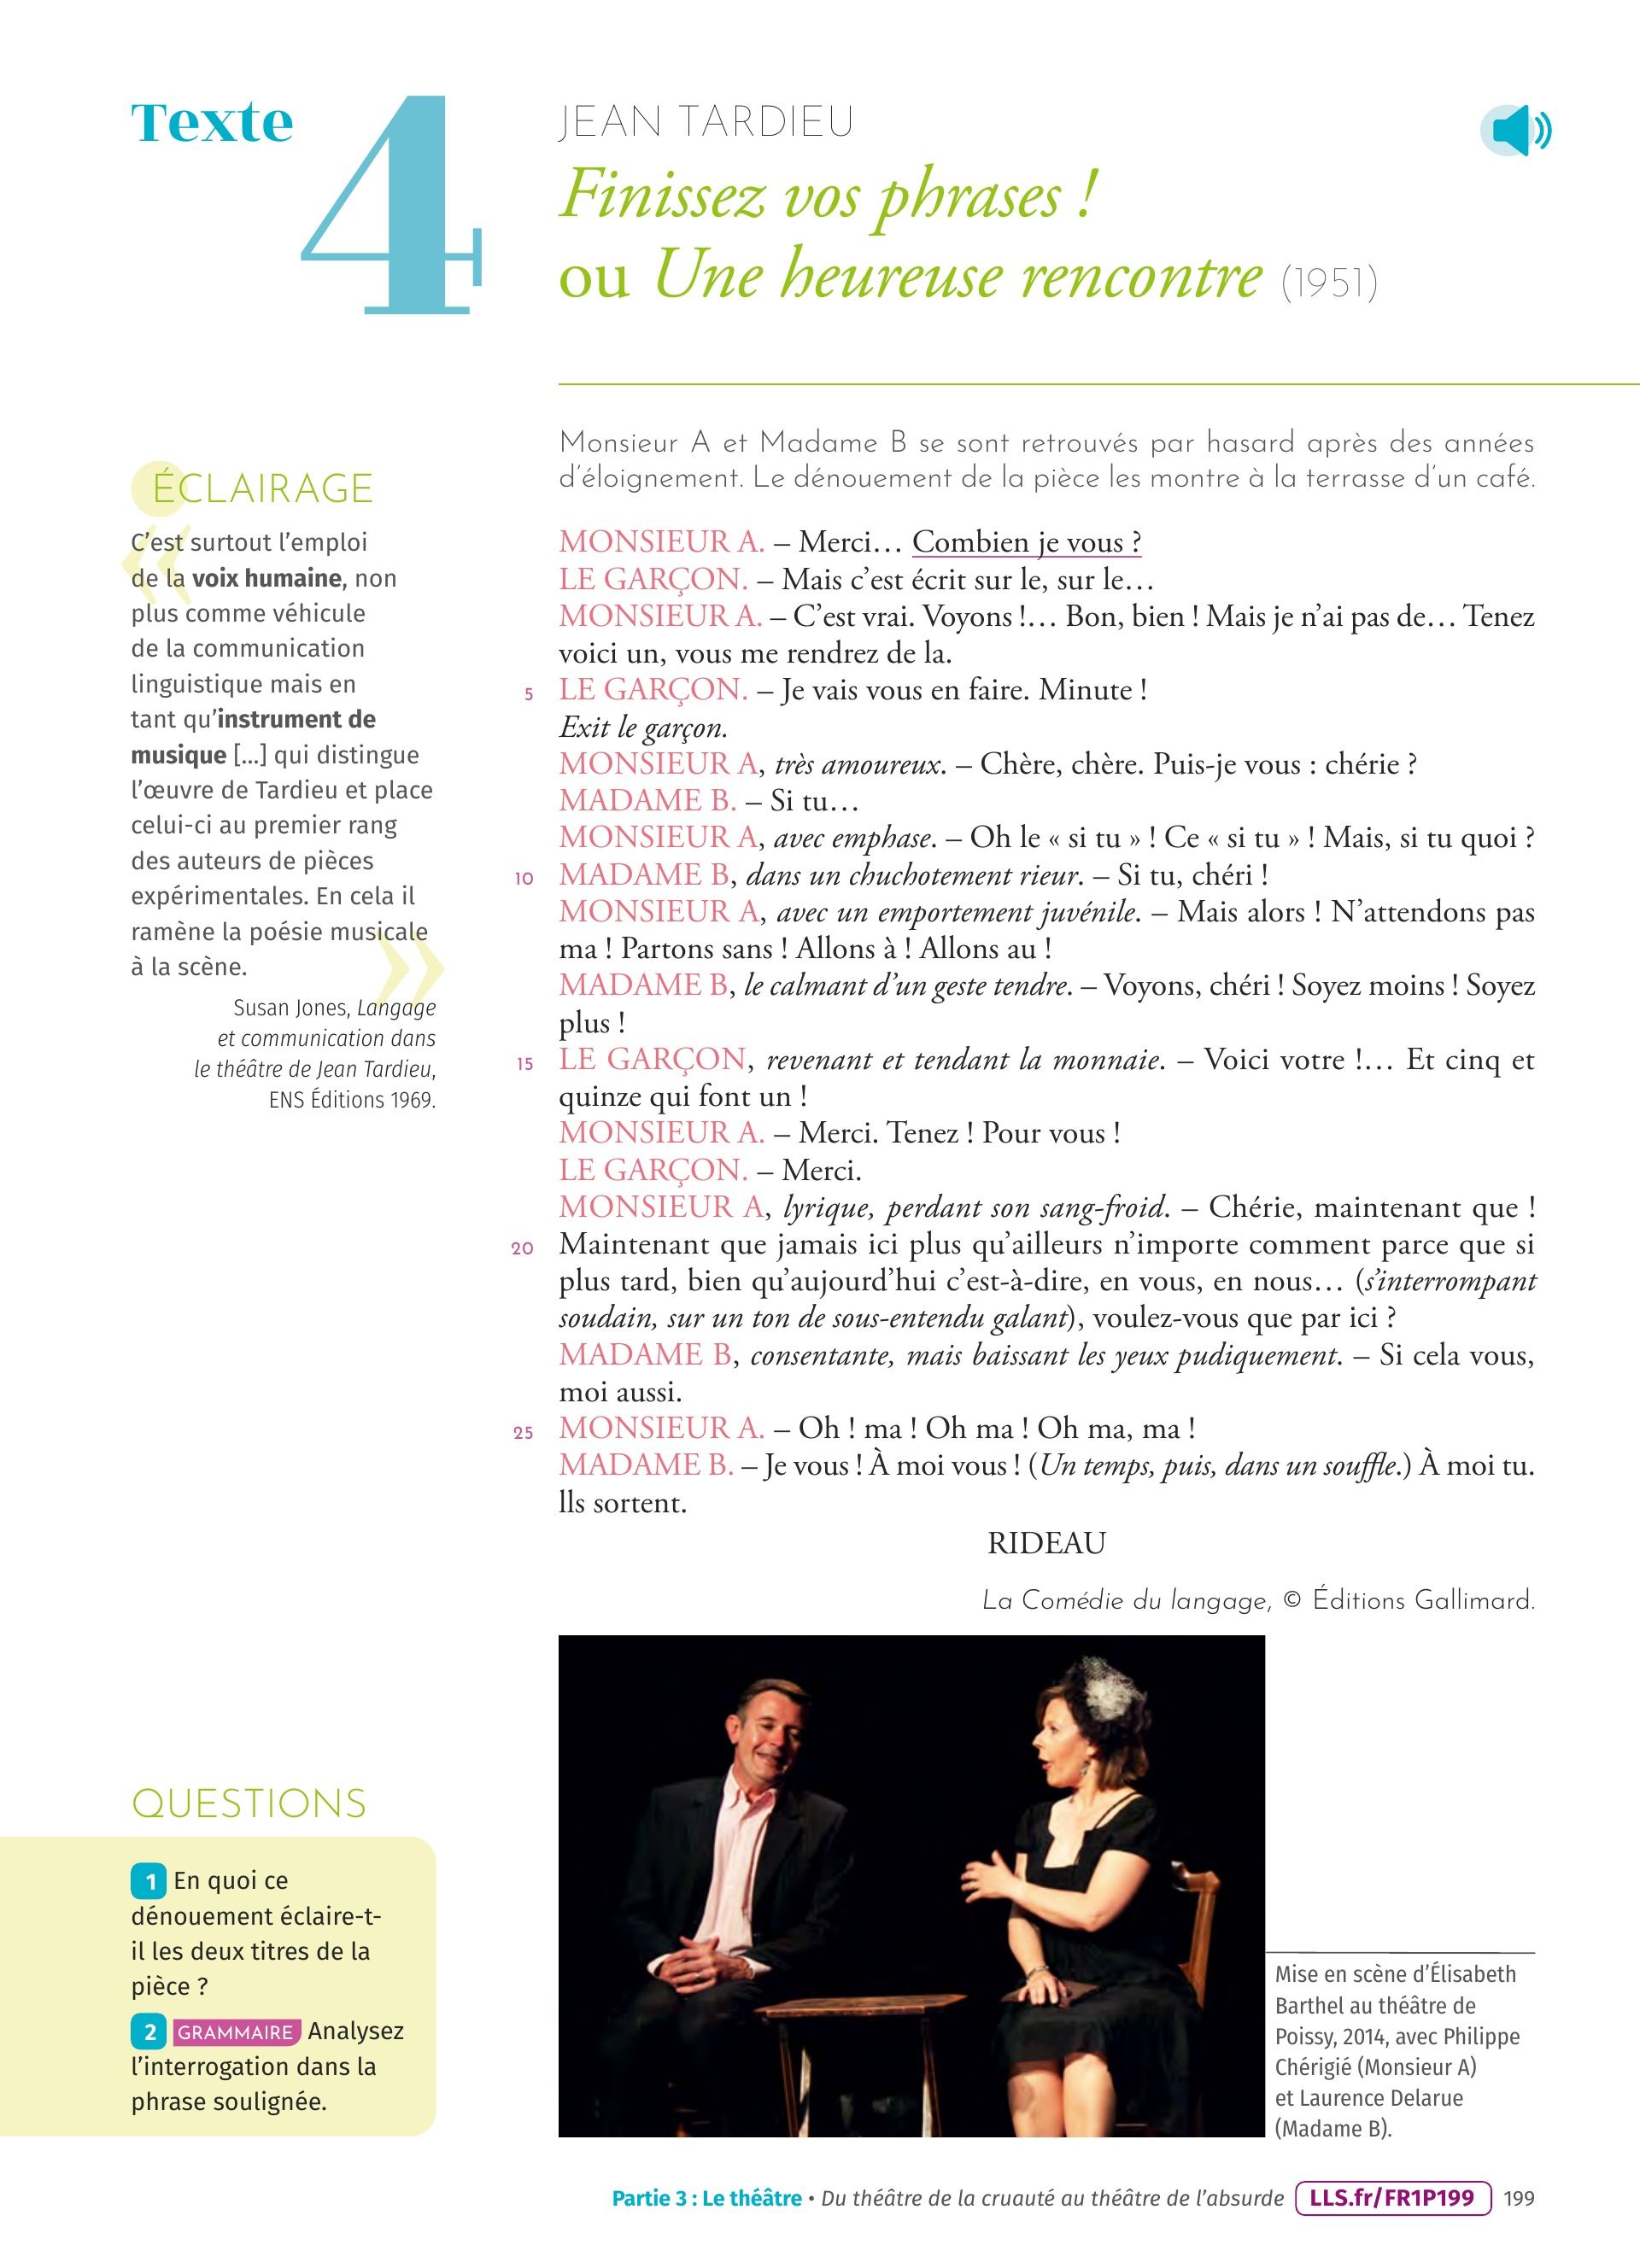 Texte 4
JEAN TARDIEU
Finissez vos phrases !
ou Une heureuse rencontre (1951)
Monsieur A et Madame B se sont retrouvés par hasard après des années
d'éloignement. Le dénouement de la pièce les montre à la terrasse d'un café.
ÉCLAIRAGE
«
C'est surtout l'emploi
de la voix humaine, non
plus comme véhicule
de la communication
linguistique mais en
tant qu'instrument de
musique [...] qui distingue
l'œuvre de Tardieu et place
celui-ci au premier rang
des auteurs de pièces
expérimentales. En cela il
ramène la poésie musicale
à la scène.
»
Susan Jones, Langage
et communication dans
le théâtre de Jean Tardieu,
ENS Éditions 1969.
MONSIEUR A. – Merci… Combien je vous ?
LE GARÇON. – Mais c'est écrit sur le, sur le…
MONSIEUR A. – C'est vrai. Voyons !… Bon, bien ! Mais je n'ai pas de… Tenez
voici un, vous me rendrez de la.
5 LE GARÇON. – Je vais vous en faire. Minute !
Exit le garçon.
MONSIEUR A, très amoureux. – Chère, chère. Puis-je vous : chérie ?
MADAME B. – Si tu…
MONSIEUR A, avec emphase. – Oh le « si tu » ! Ce « si tu » ! Mais, si tu quoi ?
10 MADAME B, dans un chuchotement rieur. – Si tu, chéri !
MONSIEUR A, avec un emportement juvénile. – Mais alors ! N'attendons pas
ma ! Partons sans ! Allons à ! Allons au !
MADAME B, le calmant d'un geste tendre. – Voyons, chéri ! Soyez moins ! Soyez
plus !
15 LE GARÇON, revenant et tendant la monnaie. – Voici votre !… Et cinq et
quinze qui font un !
MONSIEUR A. – Merci. Tenez ! Pour vous !
LE GARÇON. – Merci.
MONSIEUR A, lyrique, perdant son sang-froid. – Chérie, maintenant que !
20 Maintenant que jamais ici plus qu'ailleurs n'importe comment parce que si
plus tard, bien qu'aujourd'hui c'est-à-dire, en vous, en nous… (s'interrompant
soudain, sur un ton de sous-entendu galant), voulez-vous que par ici ?
MADAME B, consentante, mais baissant les yeux pudiquement. – Si cela vous,
moi aussi.
25 MONSIEUR A. – Oh ! ma ! Oh ma ! Oh ma, ma !
MADAME B. – Je vous ! À moi vous ! (Un temps, puis, dans un souffle.) À moi tu.
lls sortent.
RIDEAU
La Comédie du langage, © Éditions Gallimard.
QUESTIONS
1 En quoi ce
dénouement éclaire-t-
il les deux titres de la
pièce ?
2 GRAMMAIRE Analysez
l'interrogation dans la
phrase soulignée.
Mise en scène d'Élisabeth
Barthel au théâtre de
Poissy, 2014, avec Philippe
Chérigié (Monsieur A)
et Laurence Delarue
(Madame B).
Partie 3 : Le théâtre • Du théâtre de la cruauté au théâtre de l'absurde LLS.fr/FR1P199 199